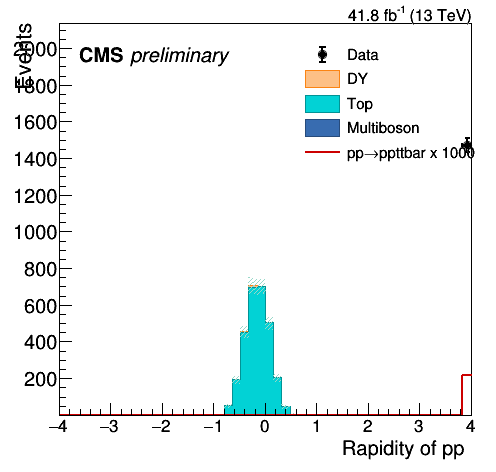 41.8 fb⁻¹ (13 TeV)
Events
CMS preliminary
Data
DY
Top
Multiboson
pp→ppttbar x 1000
2000
1800
1600
1400
1200
1000
800
600
400
200
−4 −3 −2 −1 0 1 2 3 4
Rapidity of pp